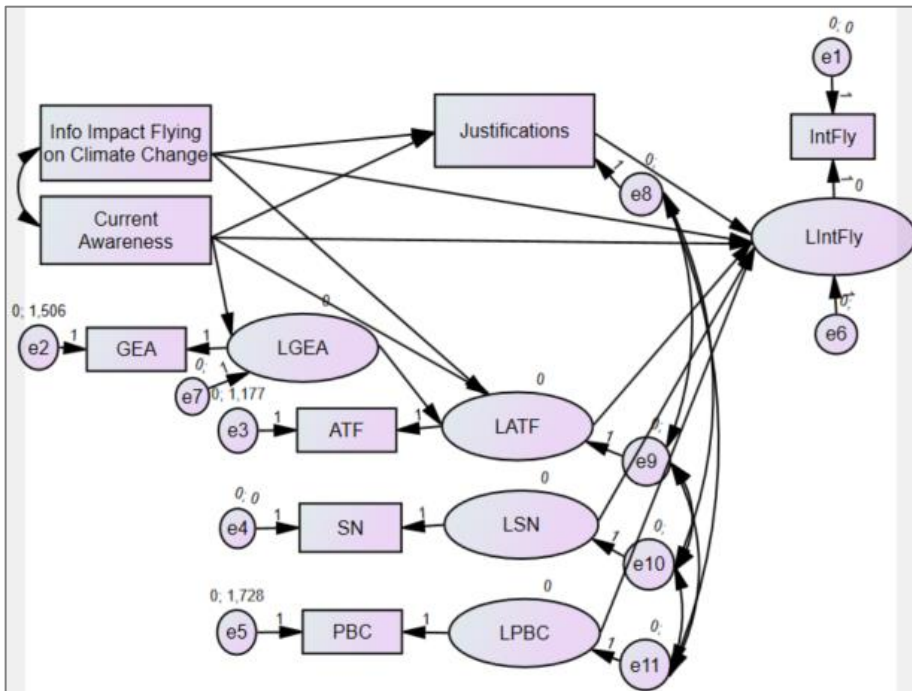 0; 0
e1
1
Info Impact Flying
on Climate Change
Justifications
IntFly
1
0;
1
0
e8
Current
Awareness
LIntFly
0; 1,506
0
1
0;
e2
1
GEA
1
LGEA
e6
0;
1
e7
0; 1,177
0
e3
1
ATF
1
LATF
0;
1
e9
0; 0
0
e4
1
SN
1
LSN
0;
1
e10
0; 1,728
0
e5
1
PBC
1
LPBC
0;
1
e11